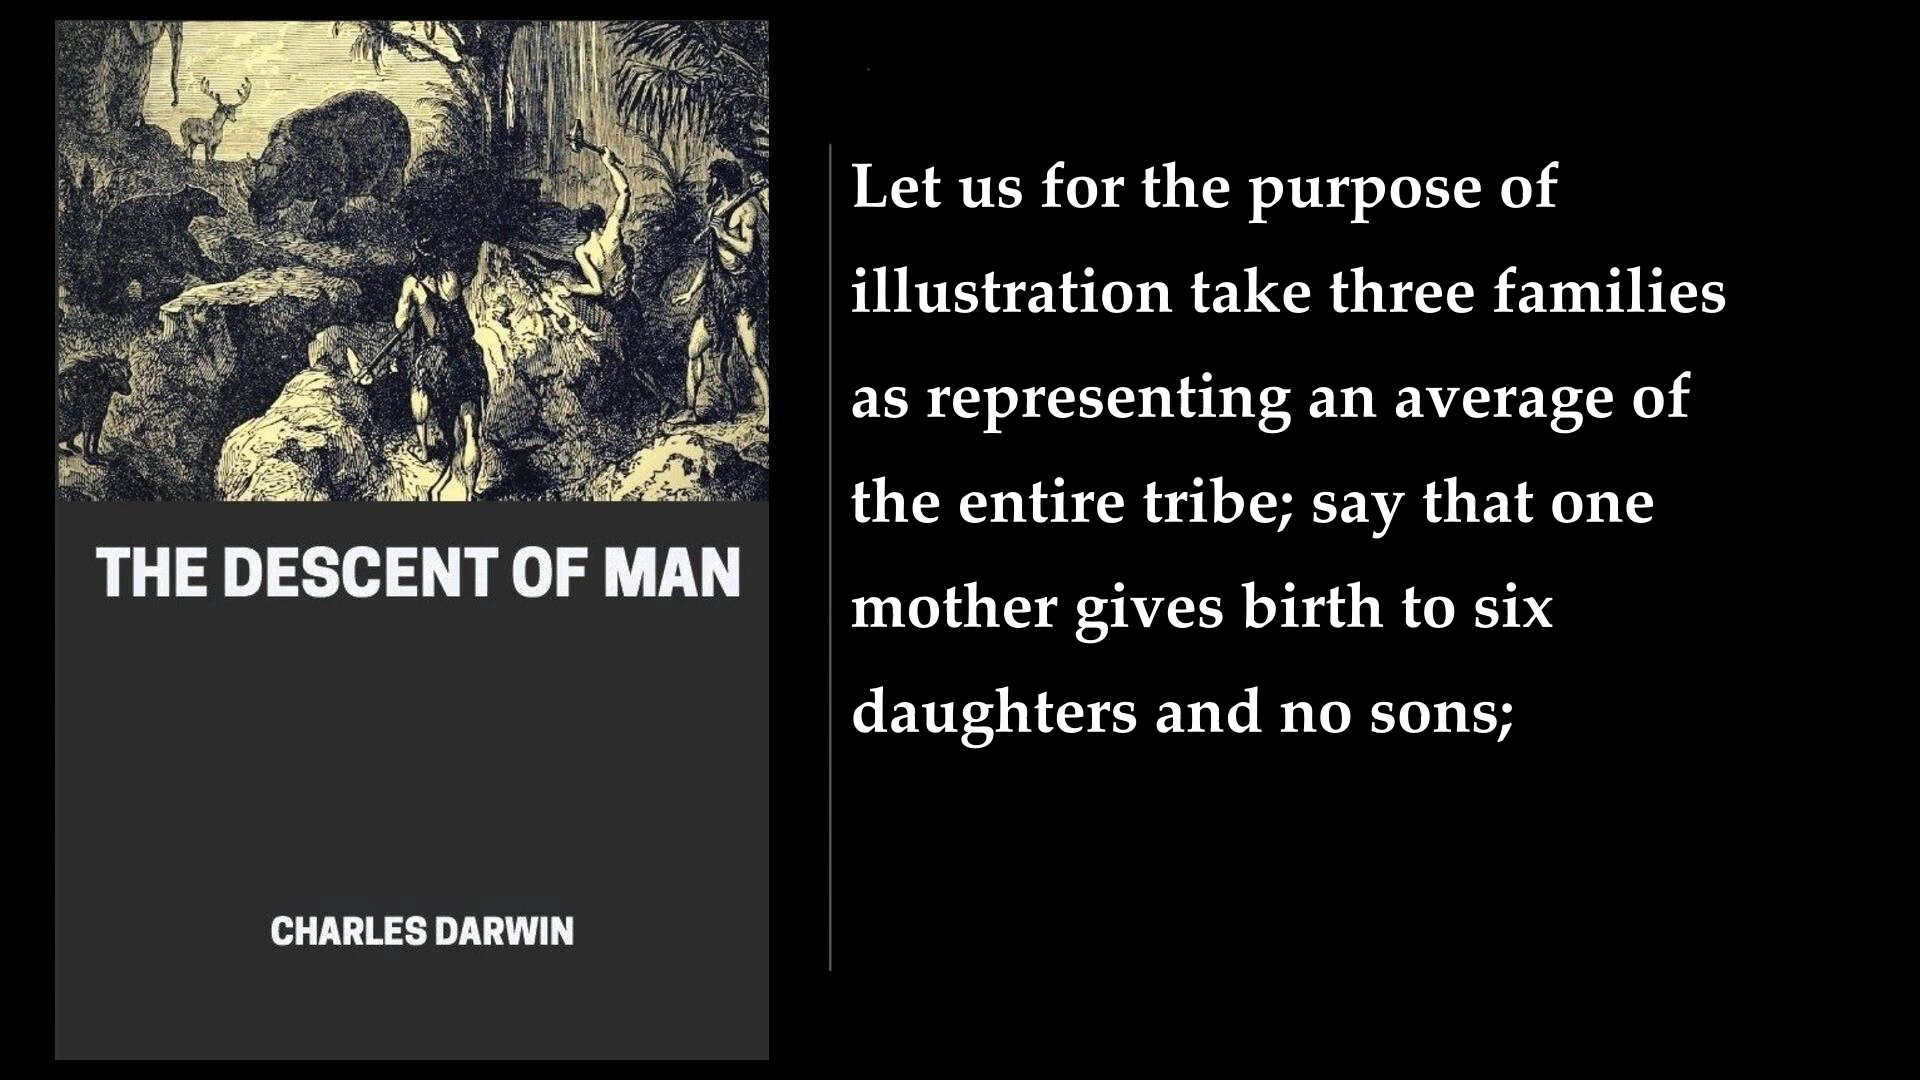 THE DESCENT OF MAN
CHARLES DARWIN
Let us for the purpose of
illustration take three families
as representing an average of
the entire tribe; say that one
mother gives birth to six
daughters and no sons;